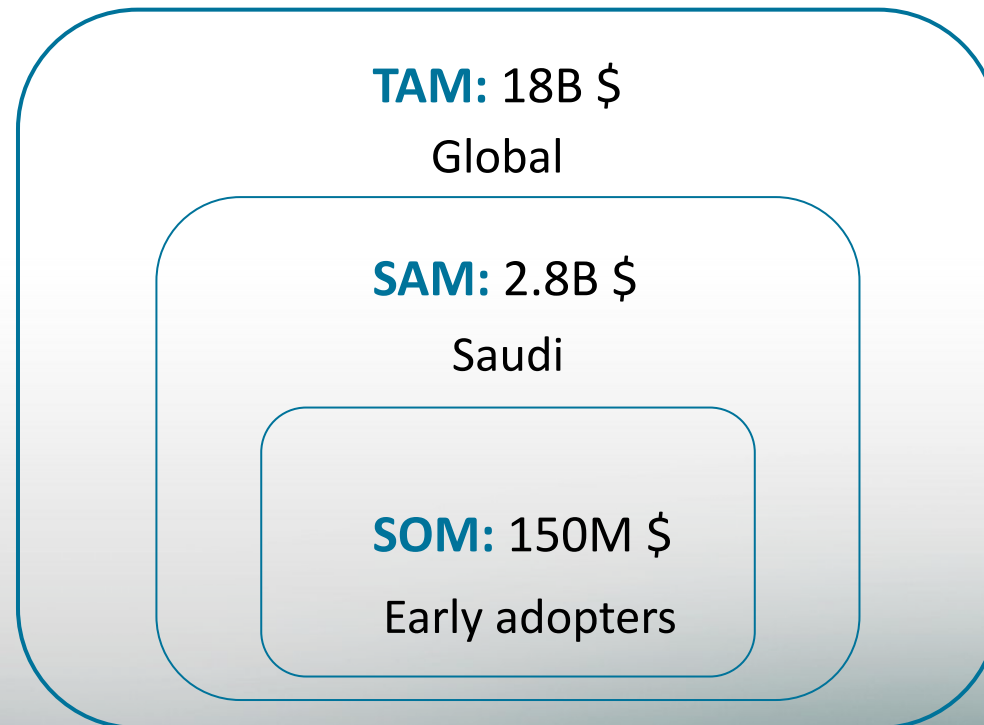 TAM: 18B $
Global
SAM: 2.8B $
Saudi
SOM: 150M $
Early adopters